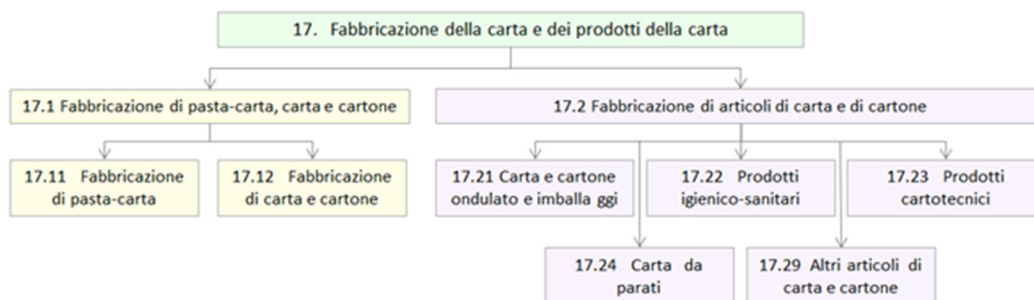 17. Fabbricazione della carta e dei prodotti della carta
17.1 Fabbricazione di pasta-carta, carta e cartone
17.2 Fabbricazione di articoli di carta e di cartone
17.11 Fabbricazione
di pasta-carta
17.12 Fabbricazione
di carta e cartone
17.21 Carta e cartone
ondulato e imballa ggi
17.22 Prodotti
igienico-sanitari
17.23 Prodotti
cartotecnici
17.24 Carta da
parati
17.29 Altri articoli di
carta e cartone